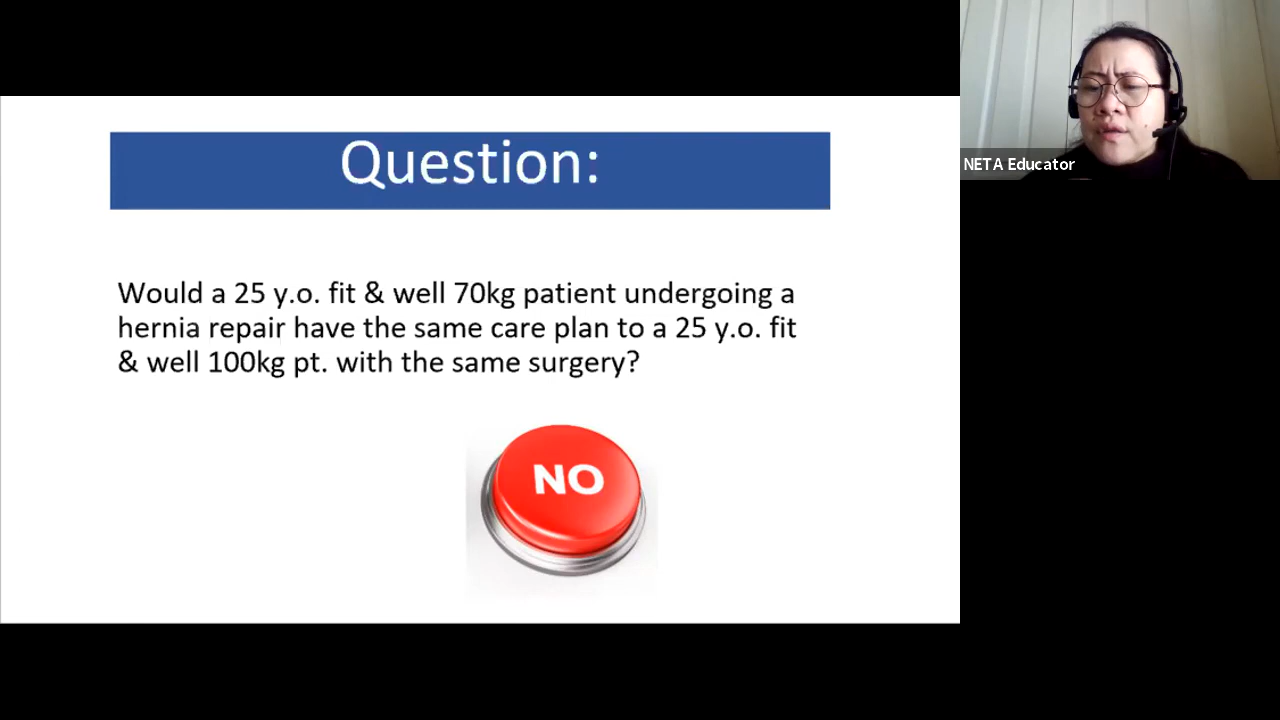 Question:
Would a 25 y.o. fit & well 70kg patient undergoing a
hernia repair have the same care plan to a 25 y.o. fit
& well 100kg pt. with the same surgery?
NO
NETA Educator